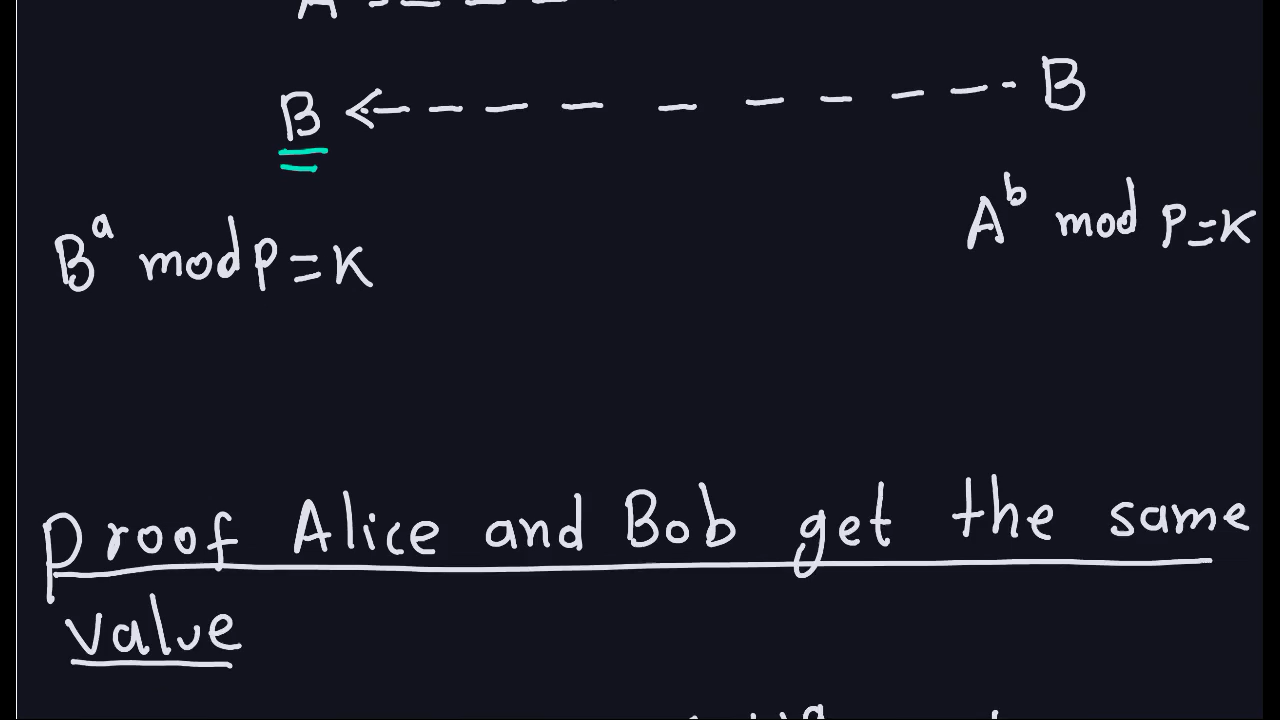 A
B B
B^a mod p = K A^b mod p = K
Proof Alice and Bob get the same
value